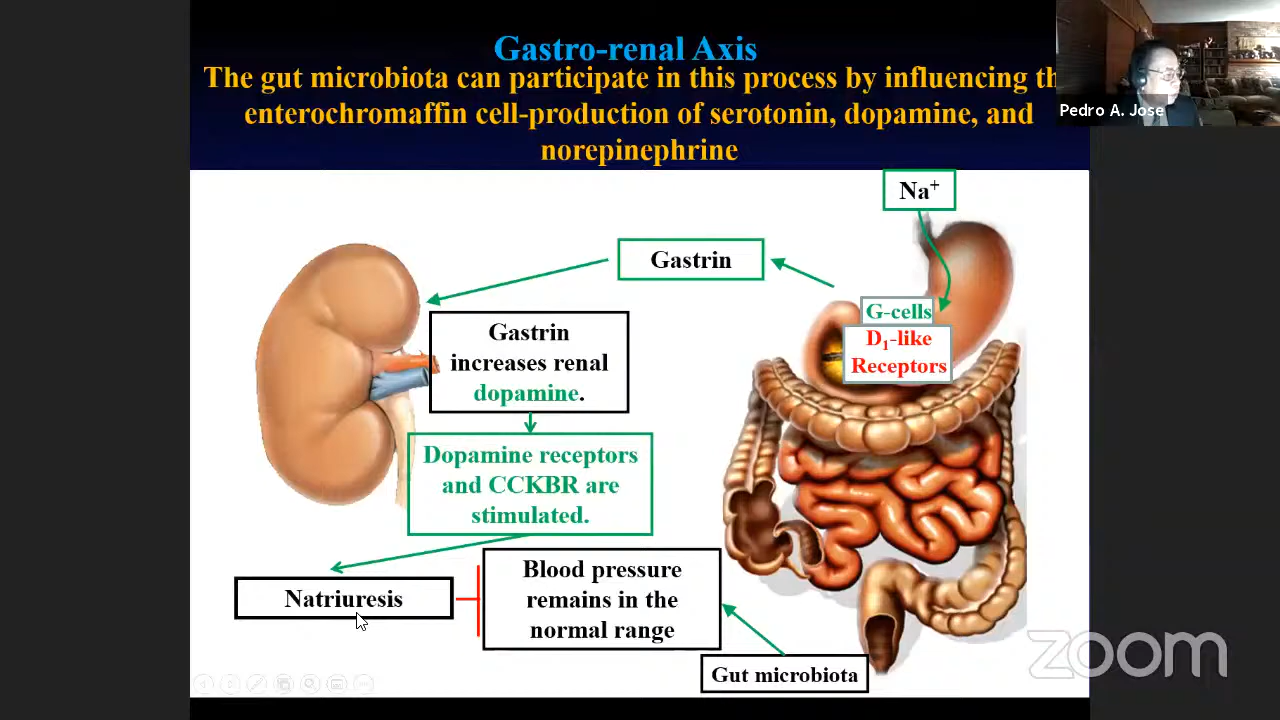 Gastro-renal Axis
The gut microbiota can participate in this process by influencing th
enterochromaffin cell-production of serotonin, dopamine, and
norepinephrine
Pedro A. Jose
Na⁺
Gastrin
G-cells
D₁-like
Receptors
Gastrin
increases renal
dopamine.
Dopamine receptors
and CCKBR are
stimulated.
Natriuresis
Blood pressure
remains in the
normal range
Gut microbiota
zoom